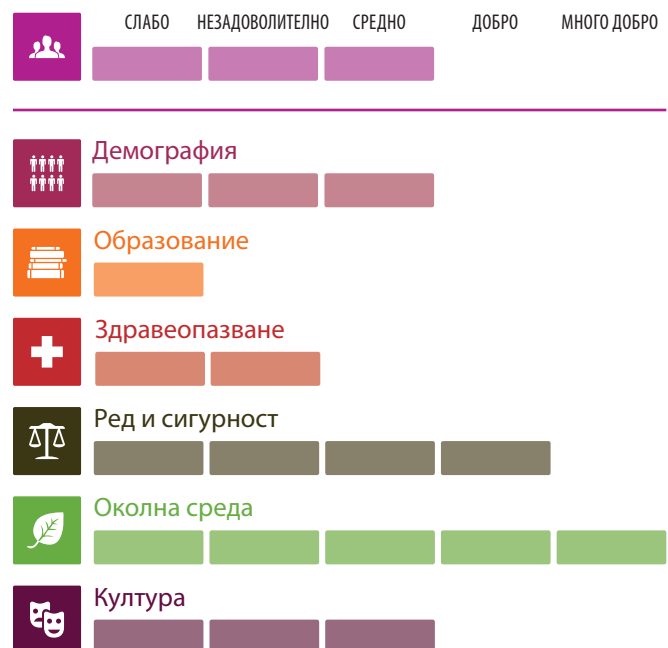 СЛАБО НЕЗАДОВОЛИТЕЛНО СРЕДНО ДОБРО МНОГО ДОБРО
Демография
Образование
Здравеопазване
Ред и сигурност
Околна среда
Култура